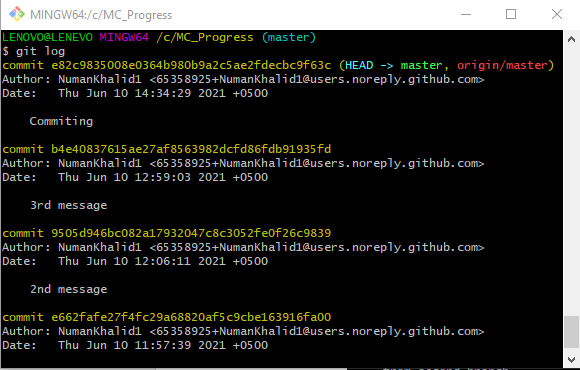 MINGW64:/c/MC_Progress
LENOVO@LENEVO MINGW64 /c/MC_Progress (master)
$ git log
commit e82c9835008e0364b980b9a2c5ae2fdecbc9f63c (HEAD -> master, origin/master)
Author: NumanKhalid1 <65358925+NumanKhalid1@users.noreply.github.com>
Date:   Thu Jun 10 14:34:29 2021 +0500
Commiting
commit b4e40837615ae27af8563982dcfd86fdb91935fd
Author: NumanKhalid1 <65358925+NumanKhalid1@users.noreply.github.com>
Date:   Thu Jun 10 12:59:03 2021 +0500
3rd message
commit 9505d946bc082a17932047c8c3052fe0f26c9839
Author: NumanKhalid1 <65358925+NumanKhalid1@users.noreply.github.com>
Date:   Thu Jun 10 12:06:11 2021 +0500
2nd message
commit e662fafe27f4fc29a68820af5c9cbe163916fa00
Author: NumanKhalid1 <65358925+NumanKhalid1@users.noreply.github.com>
Date:   Thu Jun 10 11:57:39 2021 +0500